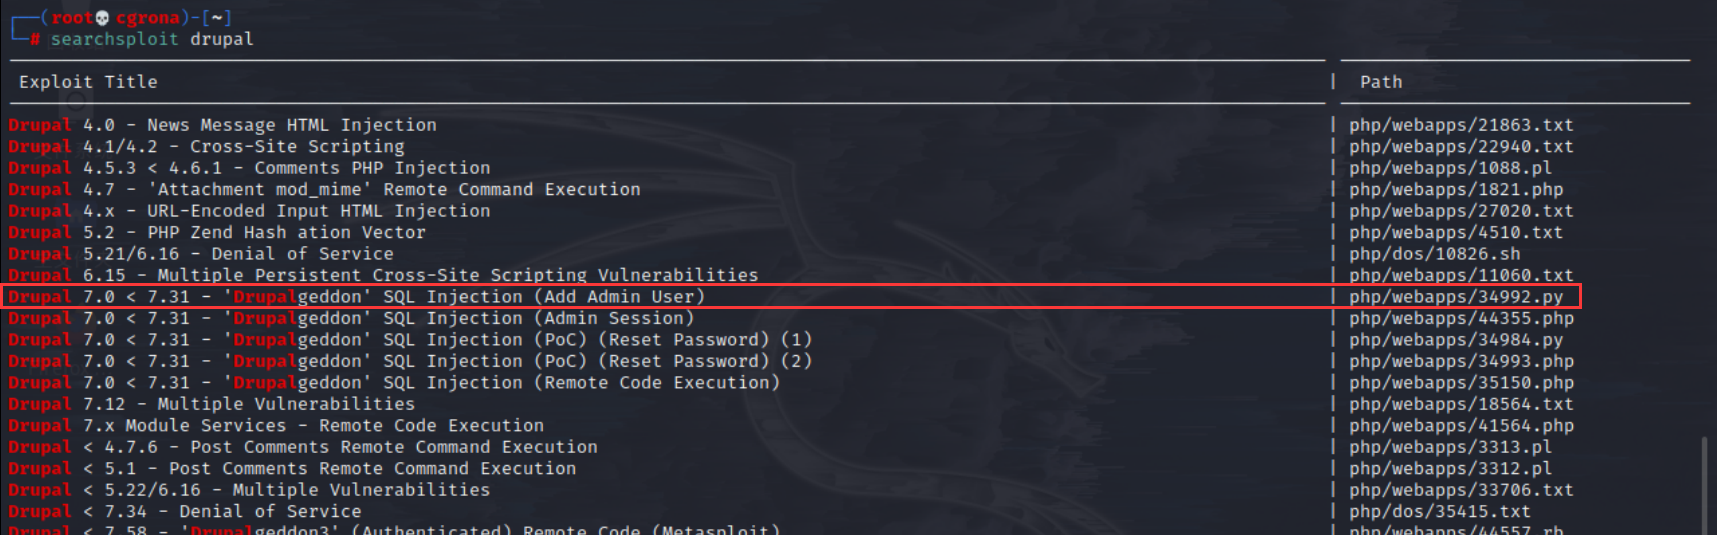 (root💀cgrona)-[~]
# searchsploit drupal
Exploit Title | Path
Drupal 4.0 - News Message HTML Injection | php/webapps/21863.txt
Drupal 4.1/4.2 - Cross-Site Scripting | php/webapps/22940.txt
Drupal 4.5.3 < 4.6.1 - Comments PHP Injection | php/webapps/1088.pl
Drupal 4.7 - 'Attachment mod_mime' Remote Command Execution | php/webapps/1821.php
Drupal 4.x - URL-Encoded Input HTML Injection | php/webapps/27020.txt
Drupal 5.2 - PHP Zend Hash ation Vector | php/webapps/4510.txt
Drupal 5.21/6.16 - Denial of Service | php/dos/10826.sh
Drupal 6.15 - Multiple Persistent Cross-Site Scripting Vulnerabilities | php/webapps/11060.txt
Drupal 7.0 < 7.31 - 'Drupalgeddon' SQL Injection (Add Admin User) | php/webapps/34992.py
Drupal 7.0 < 7.31 - 'Drupalgeddon' SQL Injection (Admin Session) | php/webapps/44355.php
Drupal 7.0 < 7.31 - 'Drupalgeddon' SQL Injection (PoC) (Reset Password) (1) | php/webapps/34984.py
Drupal 7.0 < 7.31 - 'Drupalgeddon' SQL Injection (PoC) (Reset Password) (2) | php/webapps/34993.php
Drupal 7.0 < 7.31 - 'Drupalgeddon' SQL Injection (Remote Code Execution) | php/webapps/35150.php
Drupal 7.12 - Multiple Vulnerabilities | php/webapps/18564.txt
Drupal 7.x Module Services - Remote Code Execution | php/webapps/41564.php
Drupal < 4.7.6 - Post Comments Remote Command Execution | php/webapps/3313.pl
Drupal < 5.1 - Post Comments Remote Command Execution | php/webapps/3312.pl
Drupal < 5.22/6.16 - Multiple Vulnerabilities | php/webapps/33706.txt
Drupal < 7.34 - Denial of Service | php/dos/35415.txt
Drupal < 7.58 - 'Drupalgeddon3' (Authenticated) Remote Code (Metasploit) | php/webapps/44557.rb